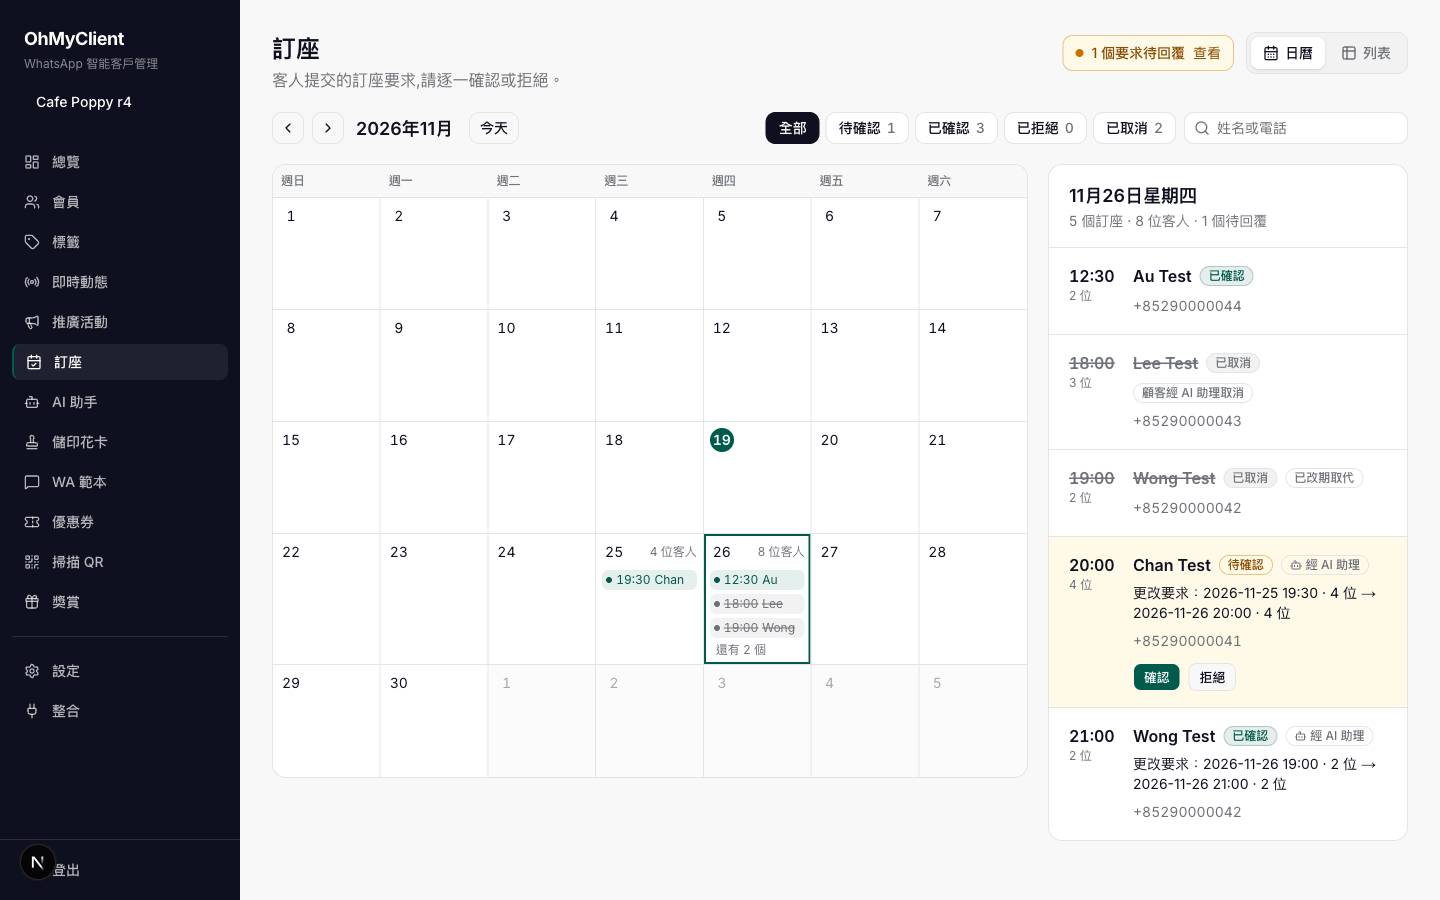 OhMyClient
WhatsApp 智能客戶管理
Cafe Poppy r4
總覽
會員
標籤
即時動態
推廣活動
訂座
AI 助手
儲印花卡
WA 範本
優惠券
掃描 QR
獎賞
設定
整合
N
登出
訂座
客人提交的訂座要求,請逐一確認或拒絕。
1 個要求待回覆 查看
日曆
列表
2026年11月
今天
全部
待確認 1
已確認 3
已拒絕 0
已取消 2
姓名或電話
週日 週一 週二 週三 週四 週五 週六
1 2 3 4 5 6 7
8 9 10 11 12 13 14
15 16 17 18 19 20 21
22 23 24 25 4 位客人 26 8 位客人 27 28
19:30 Chan
12:30 Au
18:00 Lee
19:00 Wong
還有 2 個
29 30 1 2 3 4 5
11月26日星期四
5 個訂座 · 8 位客人 · 1 個待回覆
12:30 Au Test 已確認
2 位
+85290000044
18:00 Lee Test 已取消
3 位
顧客經 AI 助理取消
+85290000043
19:00 Wong Test 已取消 已改期取代
2 位
+85290000042
20:00 Chan Test 待確認 經 AI 助理
4 位
更改要求：2026-11-25 19:30 · 4 位 →
2026-11-26 20:00 · 4 位
+85290000041
確認 拒絕
21:00 Wong Test 已確認 經 AI 助理
2 位
更改要求：2026-11-26 19:00 · 2 位 →
2026-11-26 21:00 · 2 位
+85290000042